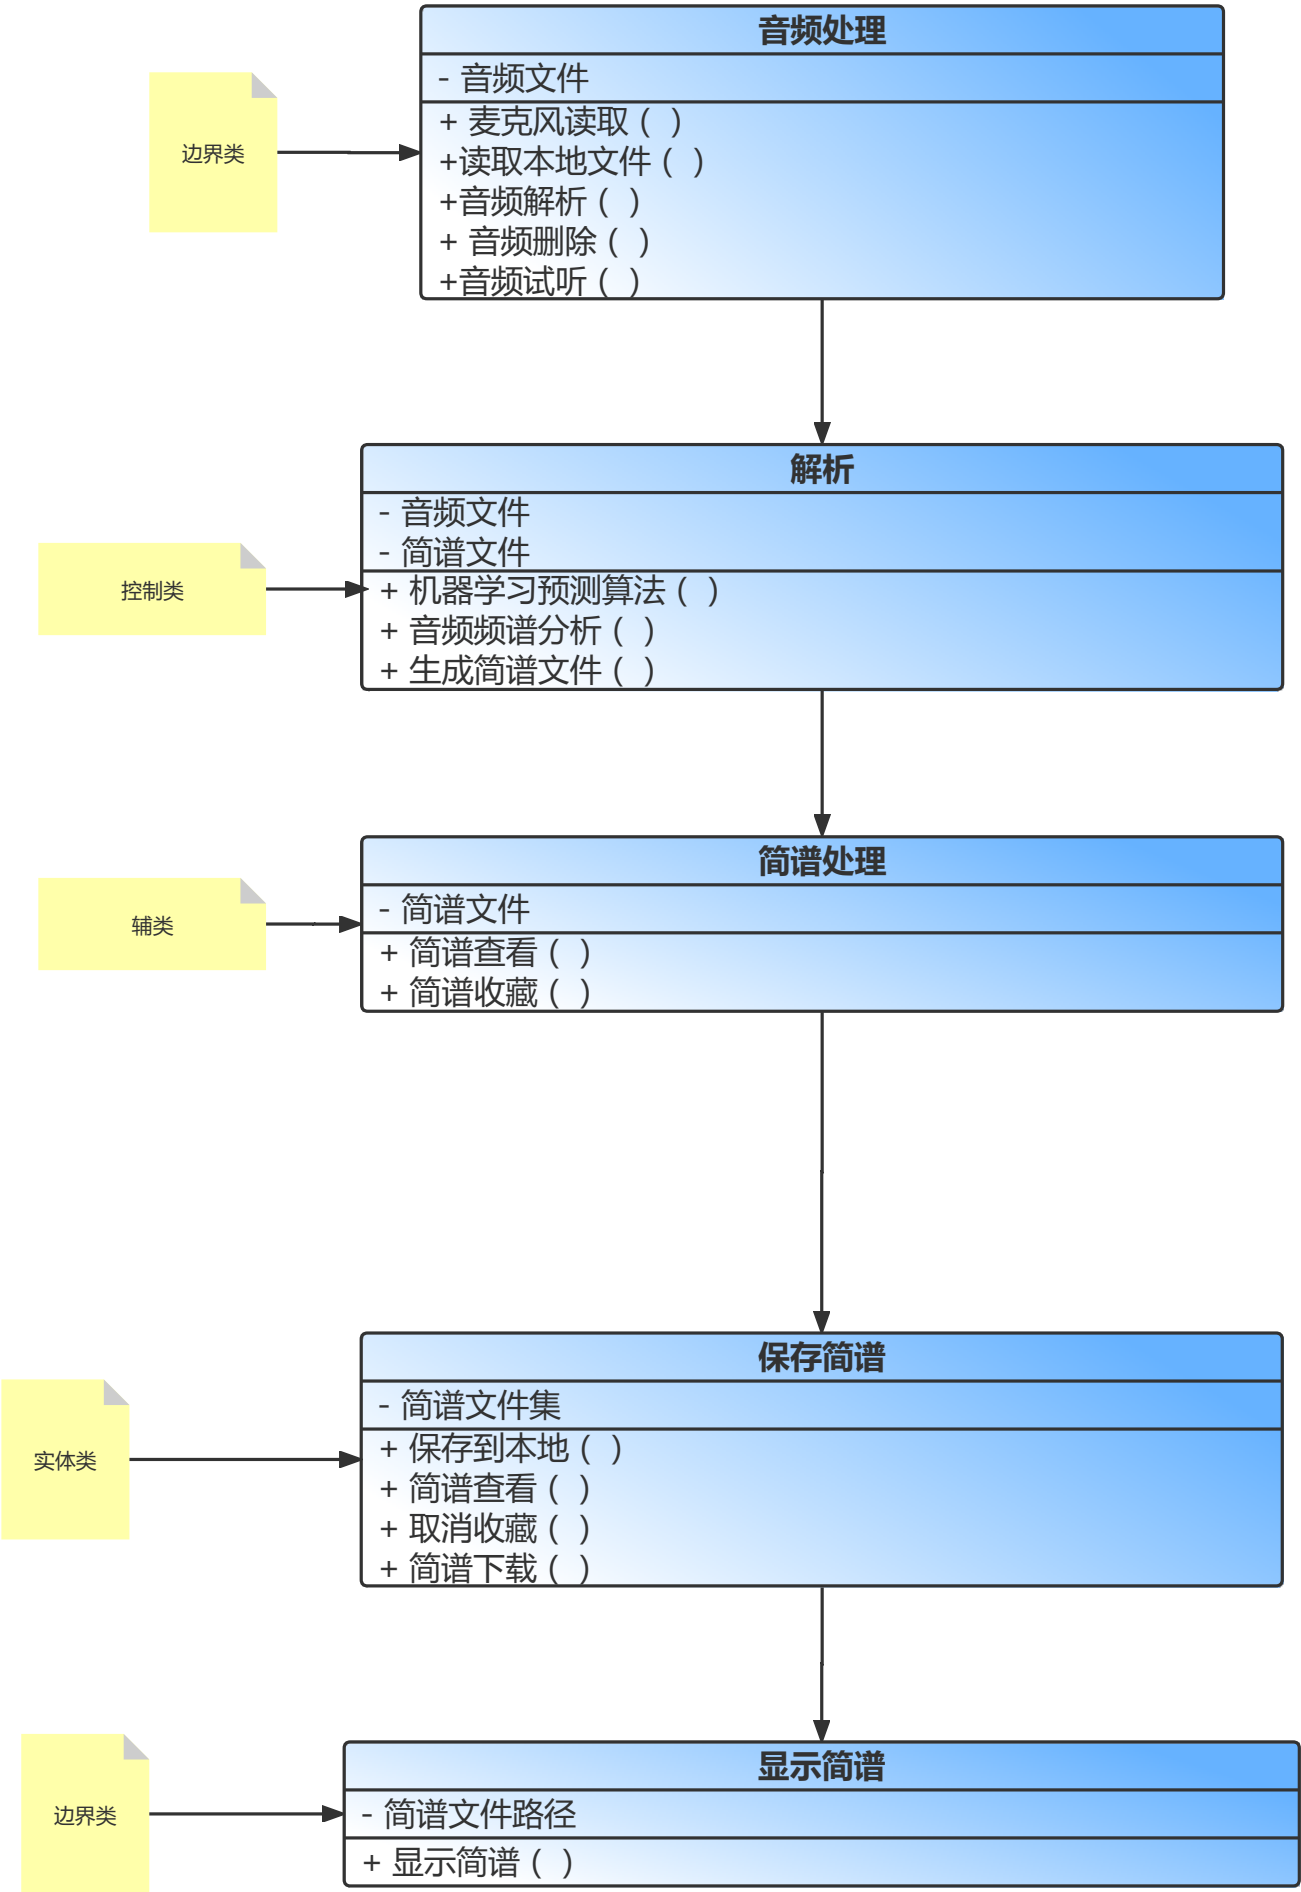 音频处理
- 音频文件
边界类
+ 麦克风读取（ ）
+读取本地文件（ ）
+音频解析（ ）
+ 音频删除（ ）
+音频试听（ ）
解析
- 音频文件
- 简谱文件
控制类
+ 机器学习预测算法（ ）
+ 音频频谱分析（ ）
+ 生成简谱文件（ ）
简谱处理
- 简谱文件
辅类
+ 简谱查看（ ）
+ 简谱收藏（ ）
保存简谱
- 简谱文件集
实体类
+ 保存到本地（ ）
+ 简谱查看（ ）
+ 取消收藏（ ）
+ 简谱下载（ ）
显示简谱
- 简谱文件路径
边界类
+ 显示简谱（ ）